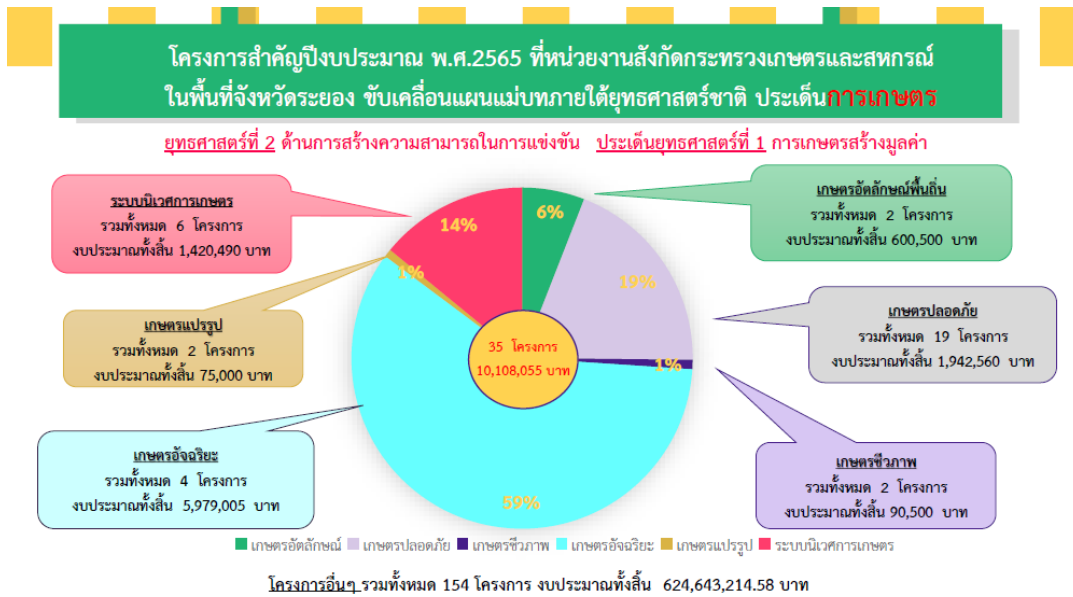 โครงการสำคัญปีงบประมาณ พ.ศ.2565 ที่หน่วยงานสังกัดกระทรวงเกษตรและสหกรณ์
ในพื้นที่จังหวัดระยอง ขับเคลื่อนแผนแม่บทภายใต้ยุทธศาสตร์ชาติ ประเด็นการเกษตร
ยุทธศาสตร์ที่ 2 ด้านการสร้างความสามารถในการแข่งขัน ประเด็นยุทธศาสตร์ที่ 1 การเกษตรสร้างมูลค่า
ระบบนิเวศการเกษตร
รวมทั้งหมด 6 โครงการ
งบประมาณทั้งสิ้น 1,420,490 บาท
เกษตรอัตลักษณ์พื้นถิ่น
รวมทั้งหมด 2 โครงการ
งบประมาณทั้งสิ้น 600,500 บาท
14%
6%
1%
19%
เกษตรแปรรูป
รวมทั้งหมด 2 โครงการ
งบประมาณทั้งสิ้น 75,000 บาท
35 โครงการ
10,108,055 บาท
1%
เกษตรปลอดภัย
รวมทั้งหมด 19 โครงการ
งบประมาณทั้งสิ้น 1,942,560 บาท
เกษตรอัจฉริยะ
รวมทั้งหมด 4 โครงการ
งบประมาณทั้งสิ้น 5,979,005 บาท
59%
เกษตรชีวภาพ
รวมทั้งหมด 2 โครงการ
งบประมาณทั้งสิ้น 90,500 บาท
เกษตรอัตลักษณ์ เกษตรปลอดภัย เกษตรชีวภาพ เกษตรอัจฉริยะ เกษตรแปรรูป ระบบนิเวศการเกษตร
โครงการอื่นๆ รวมทั้งหมด 154 โครงการ งบประมาณทั้งสิ้น 624,643,214.58 บาท